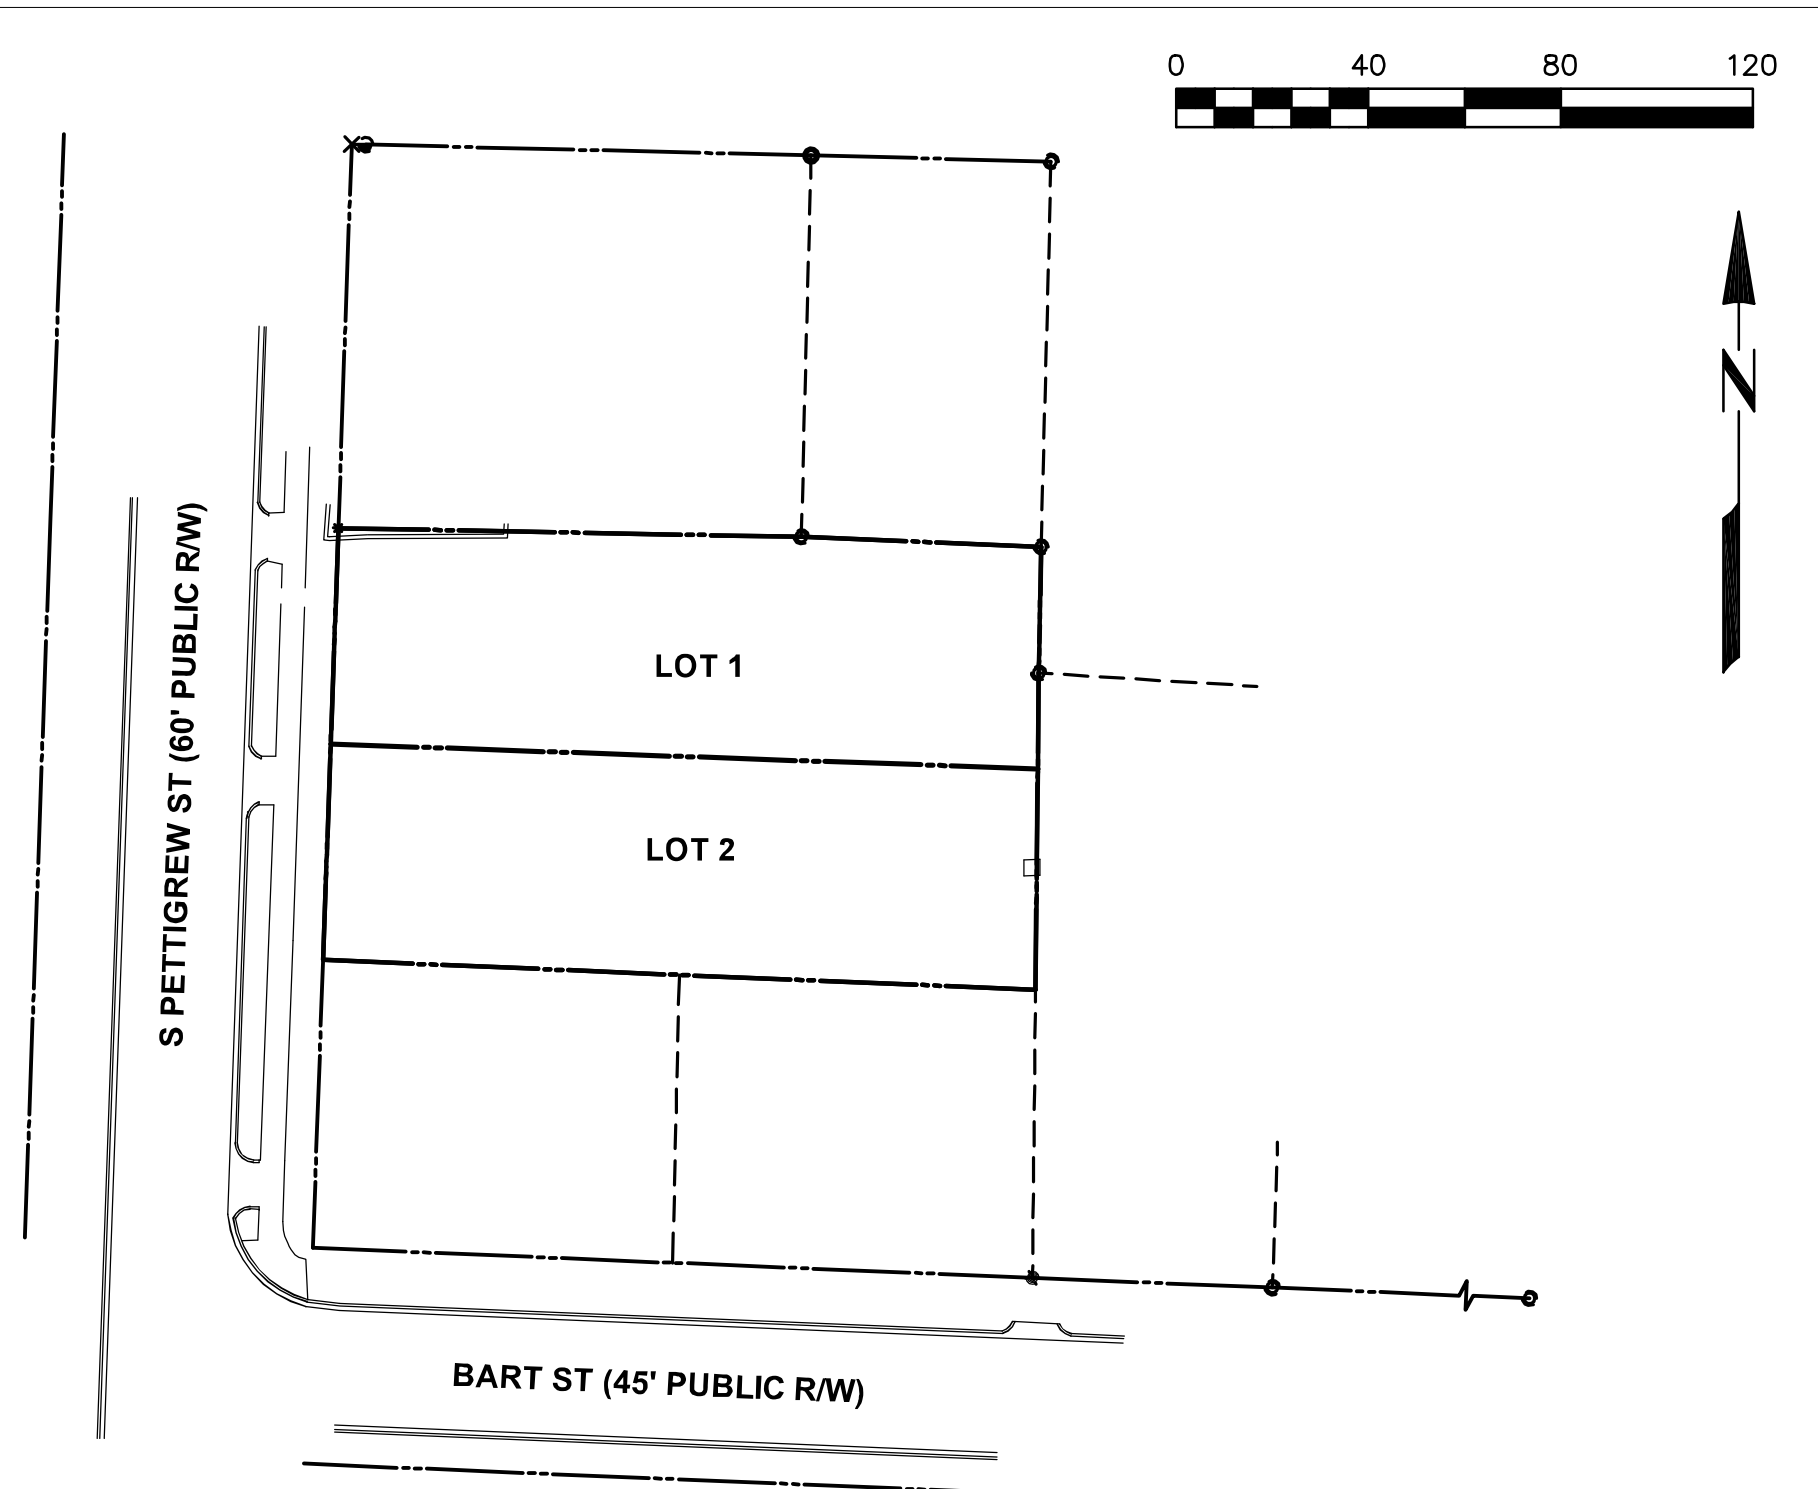 0 40 80 120
N
S PETTIGREW ST (60' PUBLIC R/W)
LOT 1
LOT 2
BART ST (45' PUBLIC R/W)